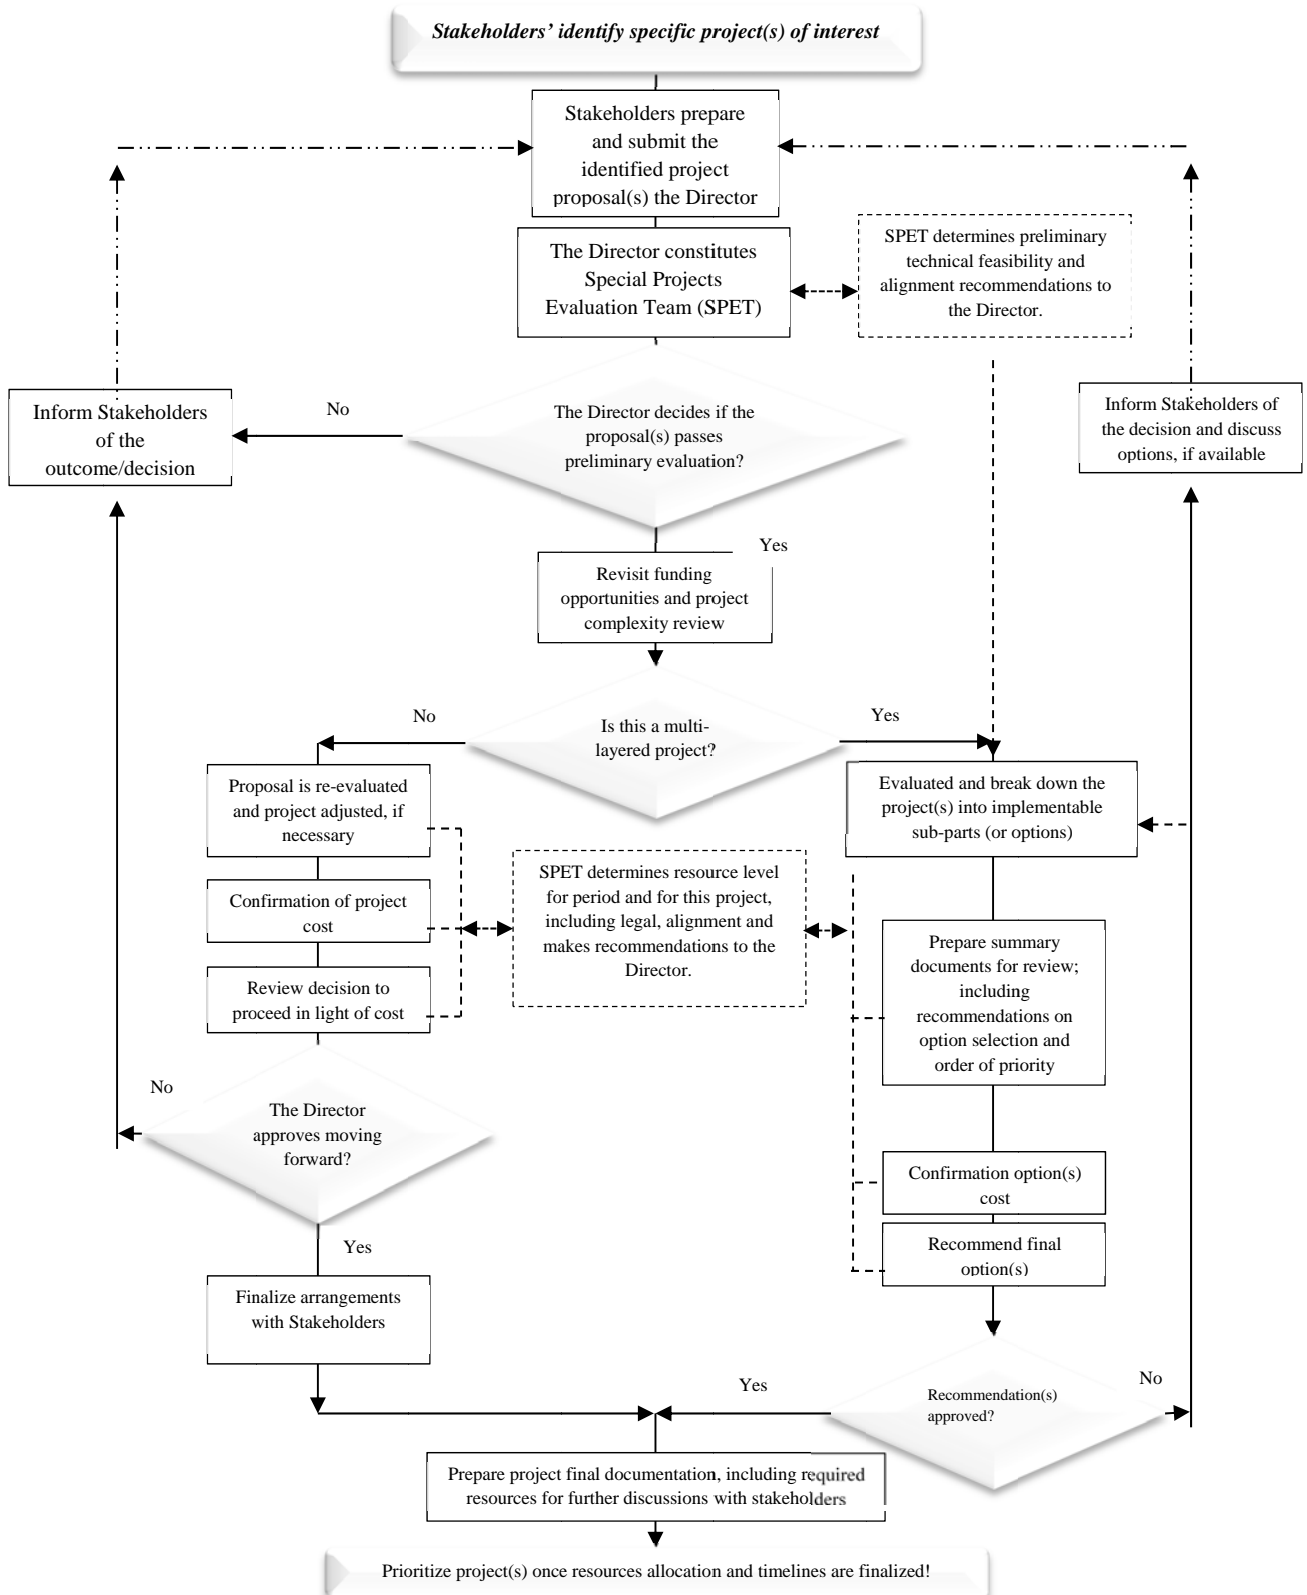 Stakeholders’ identify specific project(s) of interest
Stakeholders prepare
and submit the
identified project
proposal(s) the Director
The Director constitutes
Special Projects
Evaluation Team (SPET)
SPET determines preliminary
technical feasibility and
alignment recommendations to
the Director.
No
Inform Stakeholders
of the
outcome/decision
The Director decides if the
proposal(s) passes
preliminary evaluation?
Inform Stakeholders of
the decision and discuss
options, if available
Yes
Revisit funding
opportunities and project
complexity review
No
Is this a multi-
layered project?
Yes
Proposal is re-evaluated
and project adjusted, if
necessary
Evaluated and break down the
project(s) into implementable
sub-parts (or options)
Confirmation of project
cost
SPET determines resource level
for period and for this project,
including legal, alignment and
makes recommendations to the
Director.
Prepare summary
documents for review;
including
recommendations on
option selection and
order of priority
Review decision to
proceed in light of cost
No
The Director
approves moving
forward?
Confirmation option(s)
cost
Yes
Recommend final
option(s)
Finalize arrangements
with Stakeholders
Yes
Recommendation(s)
approved?
No
Prepare project final documentation, including required
resources for further discussions with stakeholders
Prioritize project(s) once resources allocation and timelines are finalized!